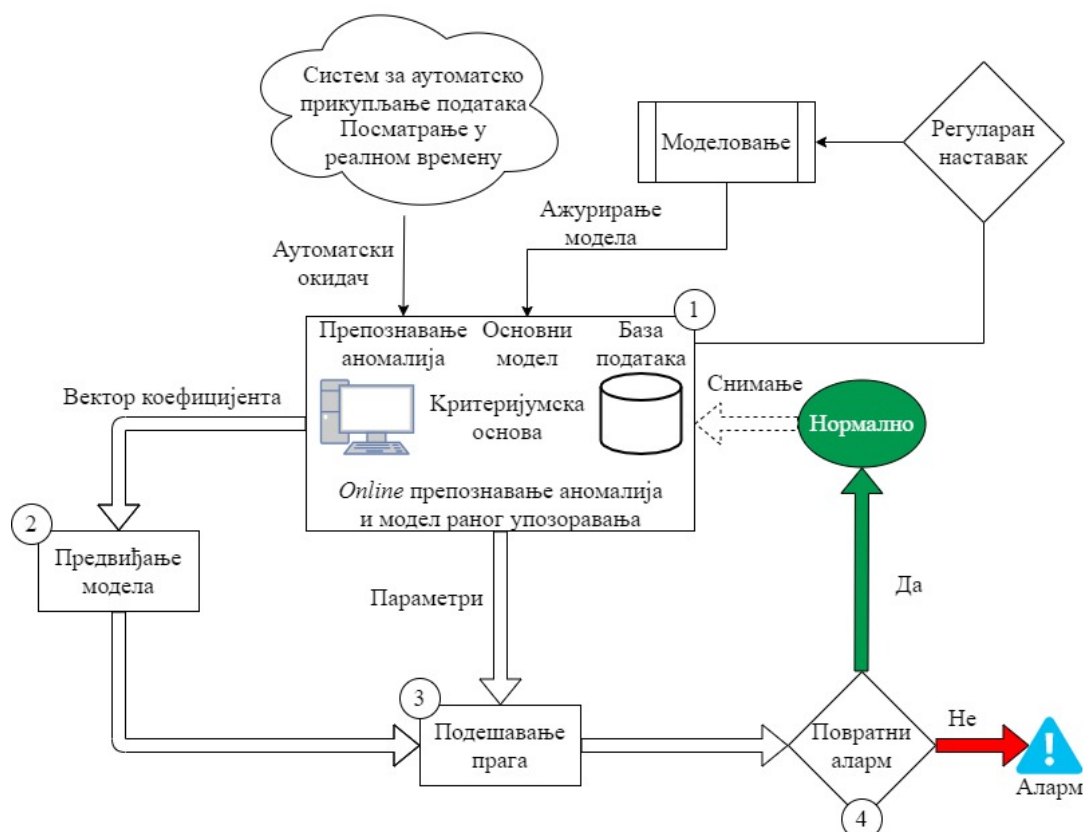 Систем за аутоматско
прикупљање података
Посматрање у
реалном времену
Моделовање
Регуларан
наставак
Ажурирање
модела
Аутоматски
окидач
1
Препознавање
аномалија
Основни
модел
База
података
Критеријумска
основа
Online препознавање аномалија
и модел раног упозоравања
Снимање
Нормално
Вектор коефицијента
2
Предвиђање
модела
Параметри
Да
3
Подешавање
прага
Повратни
аларм
4
Не
!
Аларм